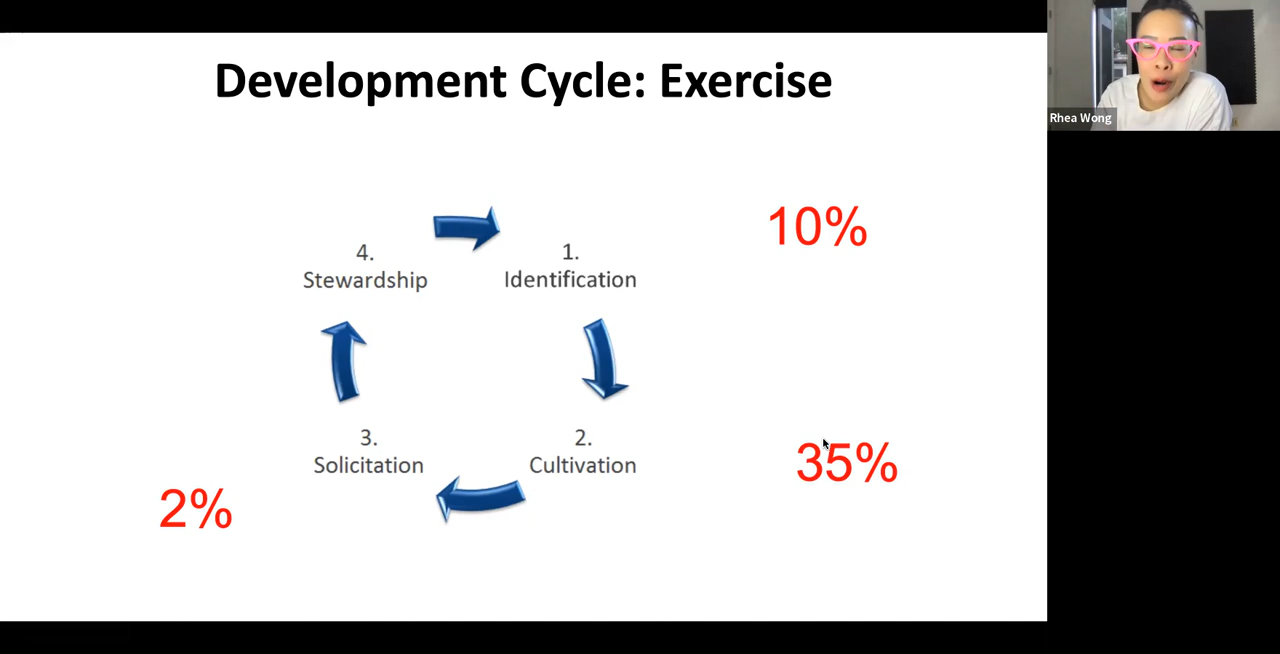 Development Cycle: Exercise
Rhea Wong
4.
Stewardship
1.
Identification
10%
3.
Solicitation
2.
Cultivation
35%
2%